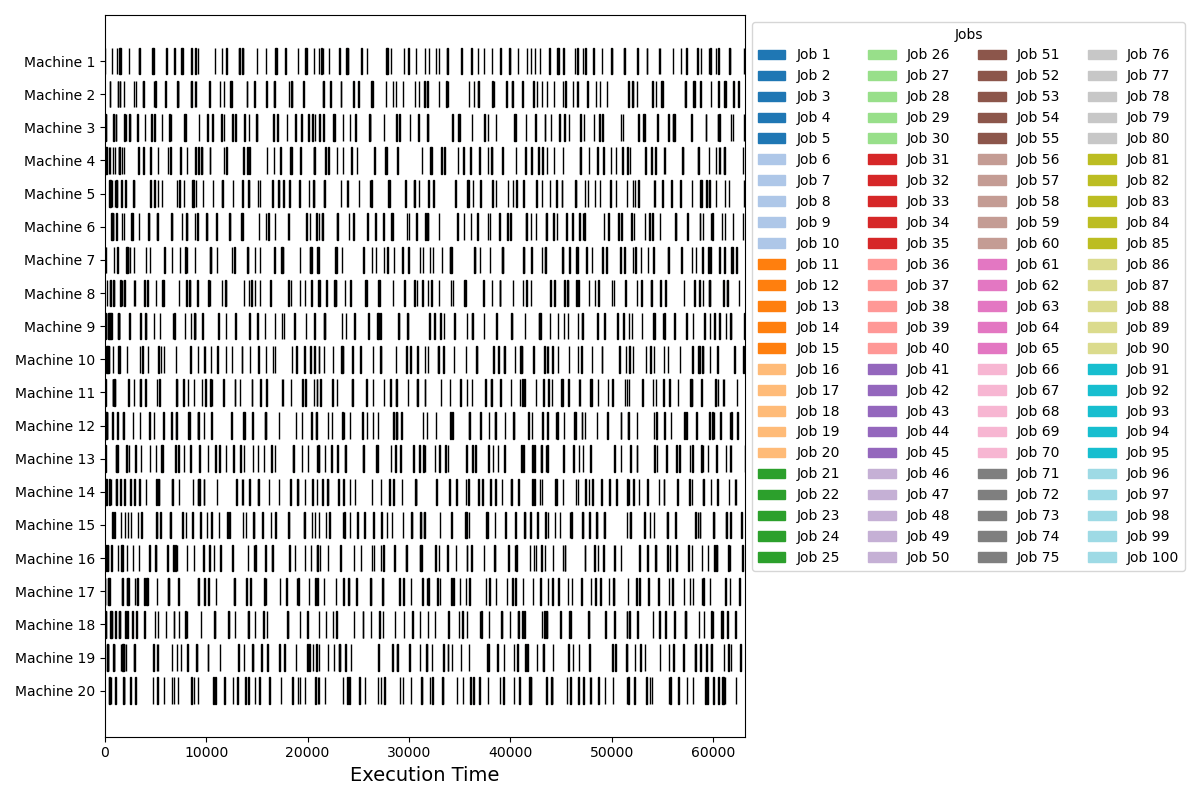 Machine 1
Machine 2
Machine 3
Machine 4
Machine 5
Machine 6
Machine 7
Machine 8
Machine 9
Machine 10
Machine 11
Machine 12
Machine 13
Machine 14
Machine 15
Machine 16
Machine 17
Machine 18
Machine 19
Machine 20
0 10000 20000 30000 40000 50000 60000
Execution Time
Jobs
Job 1 Job 26 Job 51 Job 76
Job 2 Job 27 Job 52 Job 77
Job 3 Job 28 Job 53 Job 78
Job 4 Job 29 Job 54 Job 79
Job 5 Job 30 Job 55 Job 80
Job 6 Job 31 Job 56 Job 81
Job 7 Job 32 Job 57 Job 82
Job 8 Job 33 Job 58 Job 83
Job 9 Job 34 Job 59 Job 84
Job 10 Job 35 Job 60 Job 85
Job 11 Job 36 Job 61 Job 86
Job 12 Job 37 Job 62 Job 87
Job 13 Job 38 Job 63 Job 88
Job 14 Job 39 Job 64 Job 89
Job 15 Job 40 Job 65 Job 90
Job 16 Job 41 Job 66 Job 91
Job 17 Job 42 Job 67 Job 92
Job 18 Job 43 Job 68 Job 93
Job 19 Job 44 Job 69 Job 94
Job 20 Job 45 Job 70 Job 95
Job 21 Job 46 Job 71 Job 96
Job 22 Job 47 Job 72 Job 97
Job 23 Job 48 Job 73 Job 98
Job 24 Job 49 Job 74 Job 99
Job 25 Job 50 Job 75 Job 100